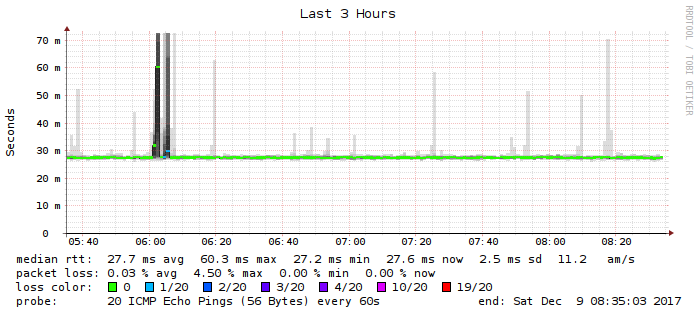 Last 3 Hours
RRDTOOL / TOBI OETIKER
Seconds
70 m
60 m
50 m
40 m
30 m
20 m
10 m
0
05:40 06:00 06:20 06:40 07:00 07:20 07:40 08:00 08:20
median rtt: 27.7 ms avg 60.3 ms max 27.2 ms min 27.6 ms now 2.5 ms sd 11.2 am/s
packet loss: 0.03 % avg 4.50 % max 0.00 % min 0.00 % now
loss color: 0 1/20 2/20 3/20 4/20 10/20 19/20
probe: 20 ICMP Echo Pings (56 Bytes) every 60s end: Sat Dec 9 08:35:03 2017